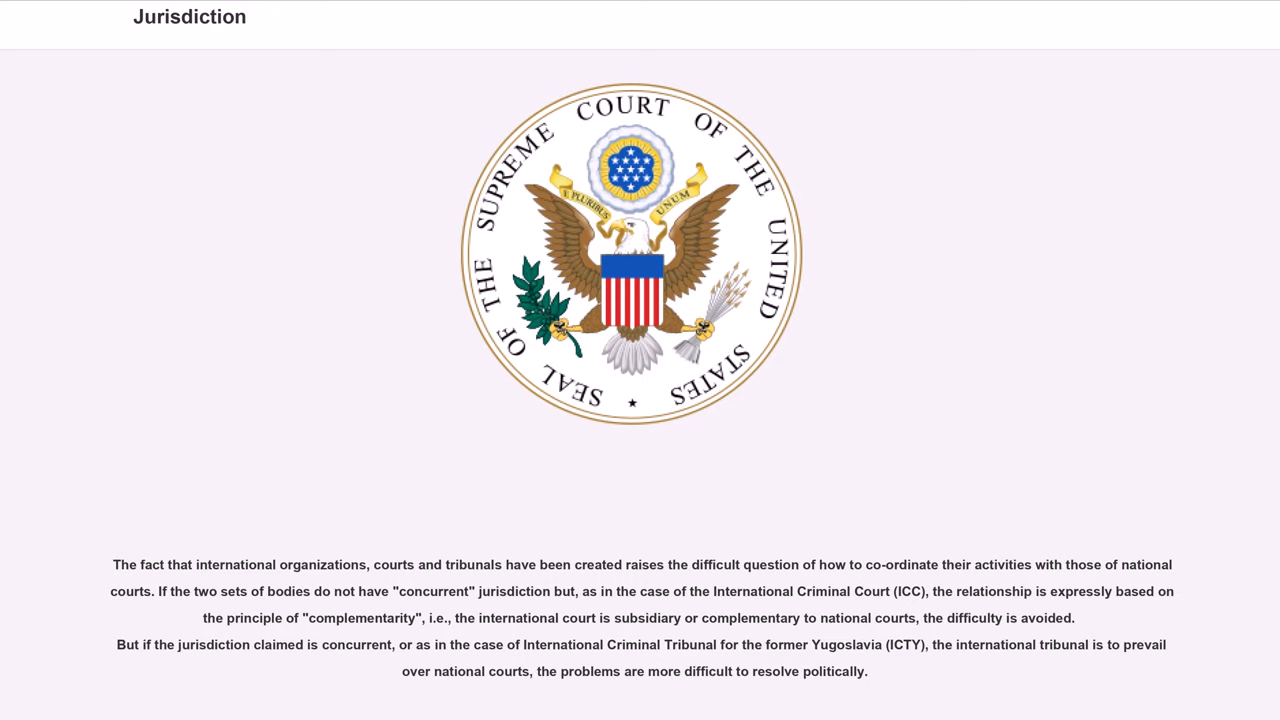 Jurisdiction
SEAL OF THE SUPREME COURT OF THE UNITED STATES
E PLURIBUS UNUM
The fact that international organizations, courts and tribunals have been created raises the difficult question of how to co-ordinate their activities with those of national
courts. If the two sets of bodies do not have "concurrent" jurisdiction but, as in the case of the International Criminal Court (ICC), the relationship is expressly based on
the principle of "complementarity", i.e., the international court is subsidiary or complementary to national courts, the difficulty is avoided.
But if the jurisdiction claimed is concurrent, or as in the case of International Criminal Tribunal for the former Yugoslavia (ICTY), the international tribunal is to prevail
over national courts, the problems are more difficult to resolve politically.